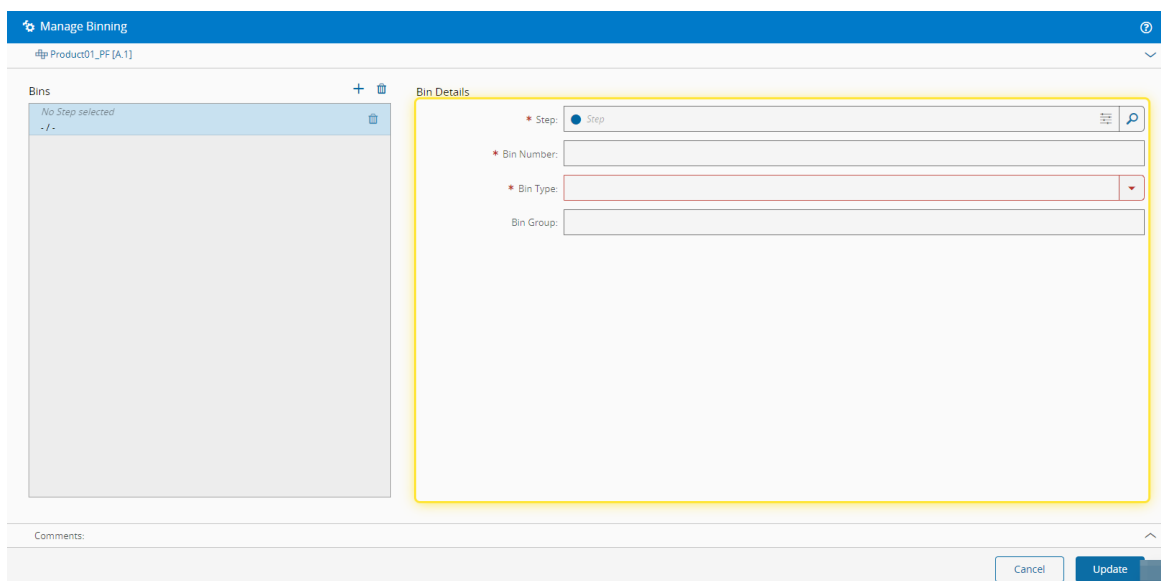 Manage Binning
Product01_PF [A.1]
Bins
No Step selected
- / -
Bin Details
* Step: Step
* Bin Number:
* Bin Type:
Bin Group:
Comments:
Cancel Update